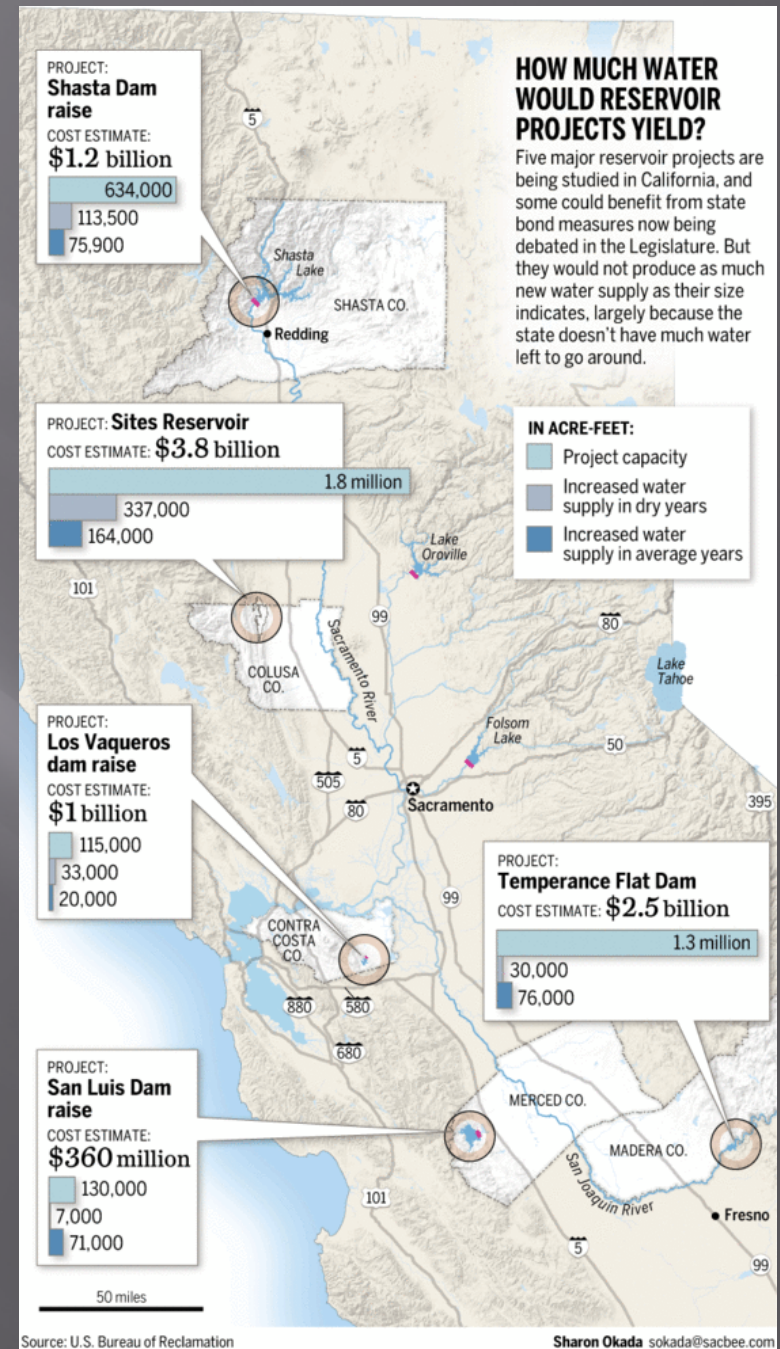 HOW MUCH WATER
WOULD RESERVOIR
PROJECTS YIELD?
Five major reservoir projects are
being studied in California, and
some could benefit from state
bond measures now being
debated in the Legislature. But
they would not produce as much
new water supply as their size
indicates, largely because the
state doesn't have much water
left to go around.
PROJECT:
Shasta Dam
raise
COST ESTIMATE:
$1.2 billion
634,000
113,500
75,900
5
Shasta
Lake
SHASTA CO.
Redding
PROJECT: Sites Reservoir
COST ESTIMATE: $3.8 billion
1.8 million
337,000
164,000
IN ACRE-FEET:
Project capacity
Increased water
supply in dry years
Increased water
supply in average years
Lake
Oroville
101
99
80
COLUSA
CO.
Sacramento River
Lake
Tahoe
PROJECT:
Los Vaqueros
dam raise
COST ESTIMATE:
$1 billion
115,000
33,000
20,000
Folsom
Lake
5
50
505
80
Sacramento
395
PROJECT:
Temperance Flat Dam
COST ESTIMATE: $2.5 billion
1.3 million
30,000
76,000
99
CONTRA
COSTA
CO.
880
580
680
PROJECT:
San Luis Dam
raise
COST ESTIMATE:
$360 million
130,000
7,000
71,000
MERCED CO.
MADERA CO.
San Joaquin River
101
Fresno
5
99
50 miles
Source: U.S. Bureau of Reclamation
Sharon Okada sokada@sacbee.com